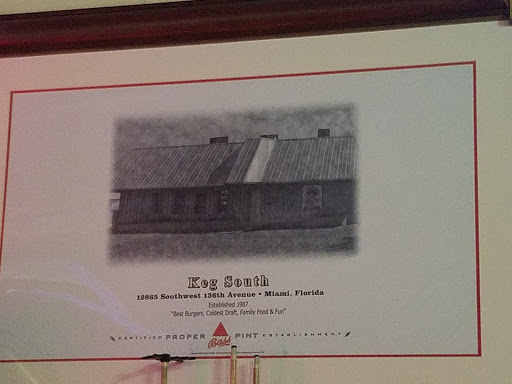 Keg South
12865 Southwest 136th Avenue • Miami, Florida
Established 1987
"Best Burgers, Coldest Draft, Family Food & Fun"
CERTIFIED PROPER Bass PINT ESTABLISHMENT